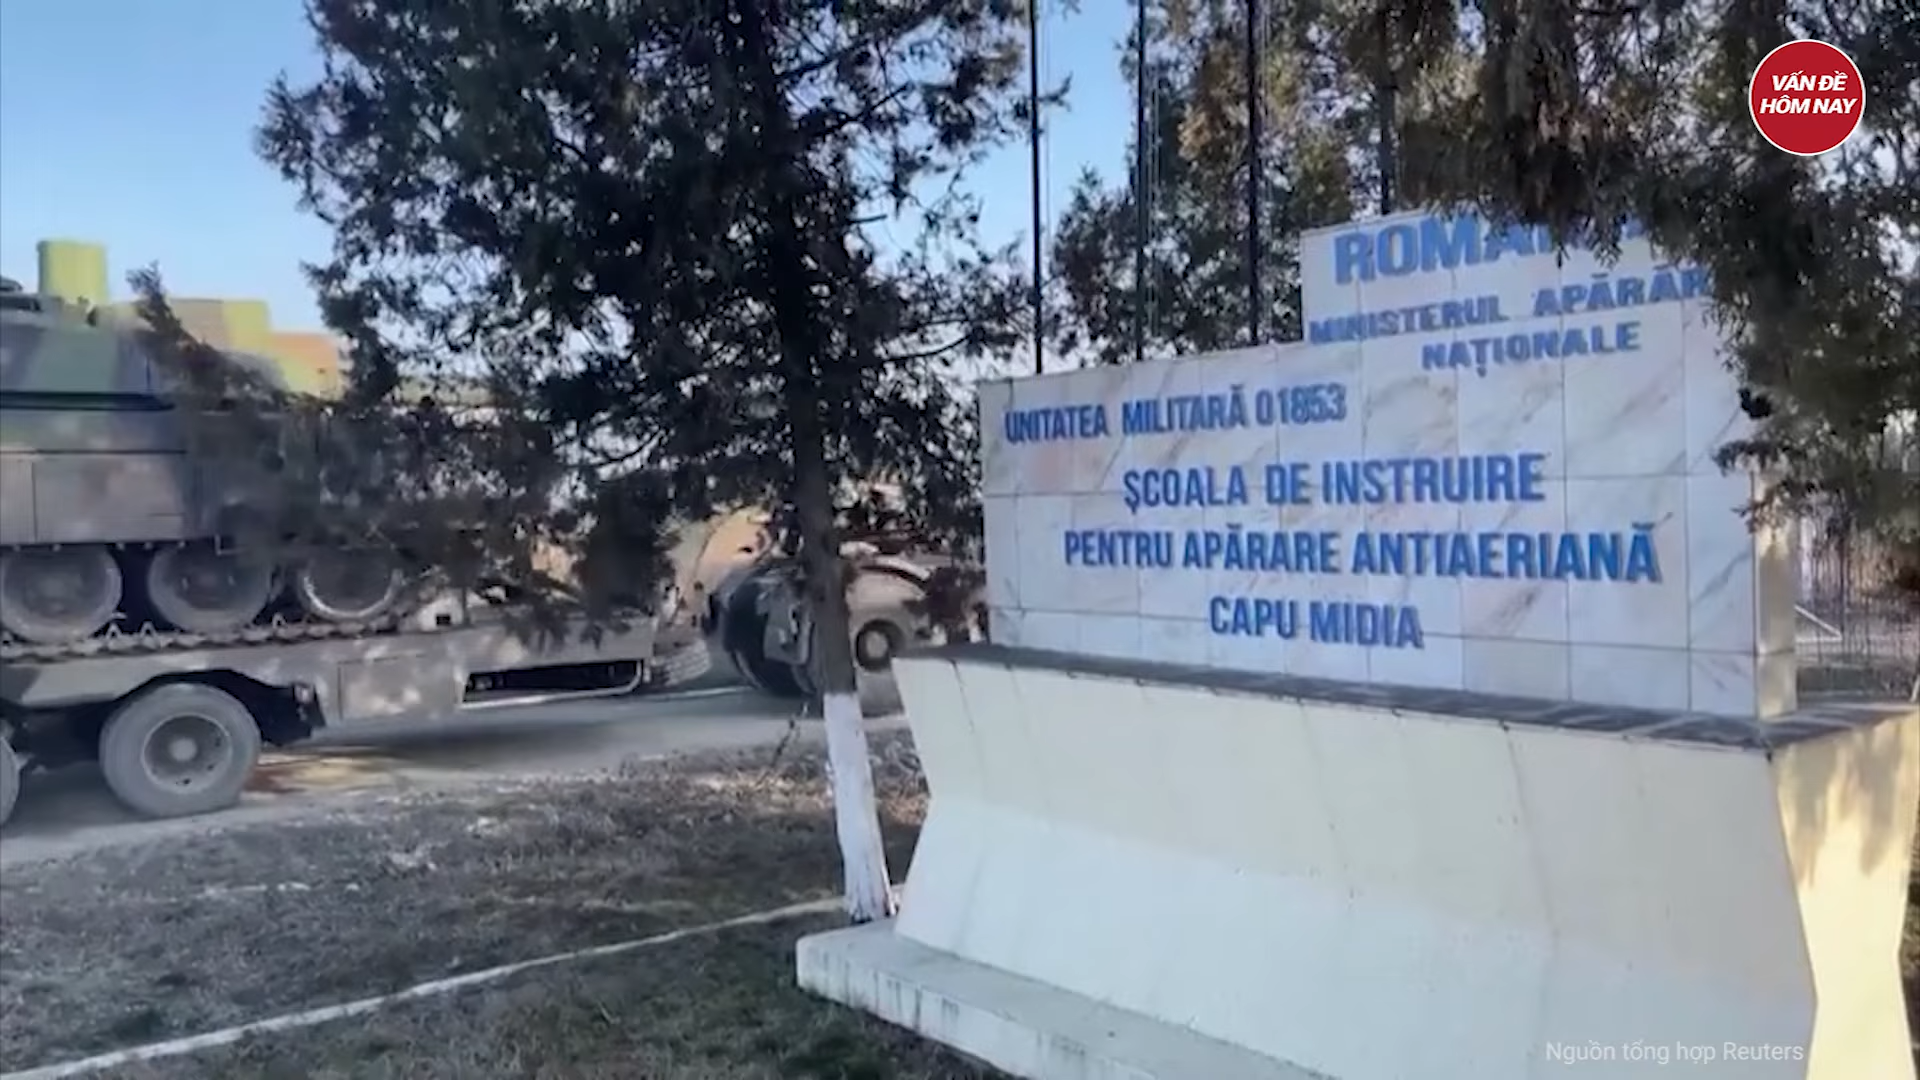 VẤN ĐỀ
HÔM NAY
MINISTERUL
NAȚIONALE
UNITATEA MILITARĂ 01853
ȘCOALA DE INSTRUIRE
PENTRU APĂRARE ANTIAERIANĂ
CAPU MIDIA
Nguồn tổng hợp Reuters